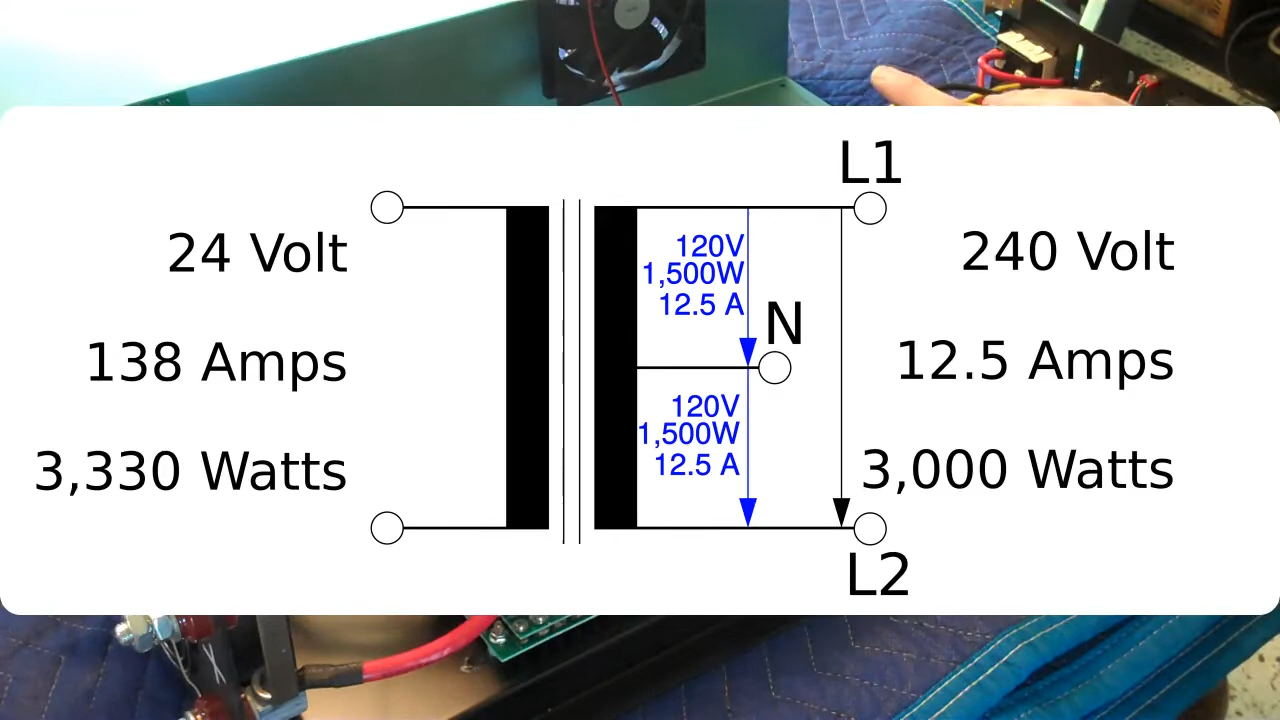 24 Volt
138 Amps
3,330 Watts
L1
120V
1,500W
12.5 A
N
120V
1,500W
12.5 A
L2
240 Volt
12.5 Amps
3,000 Watts